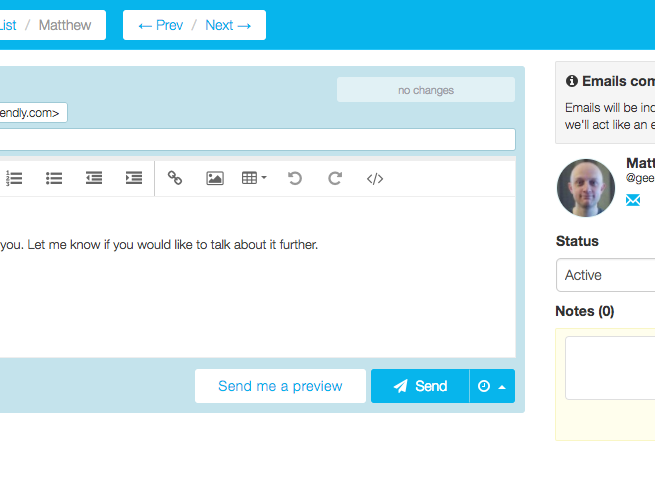 List / Matthew
← Prev / Next →
no changes
endly.com>
you. Let me know if you would like to talk about it further.
Send me a preview
Send
Emails com
Emails will be inc
we'll act like an e
Matt
@gee
Status
Active
Notes (0)